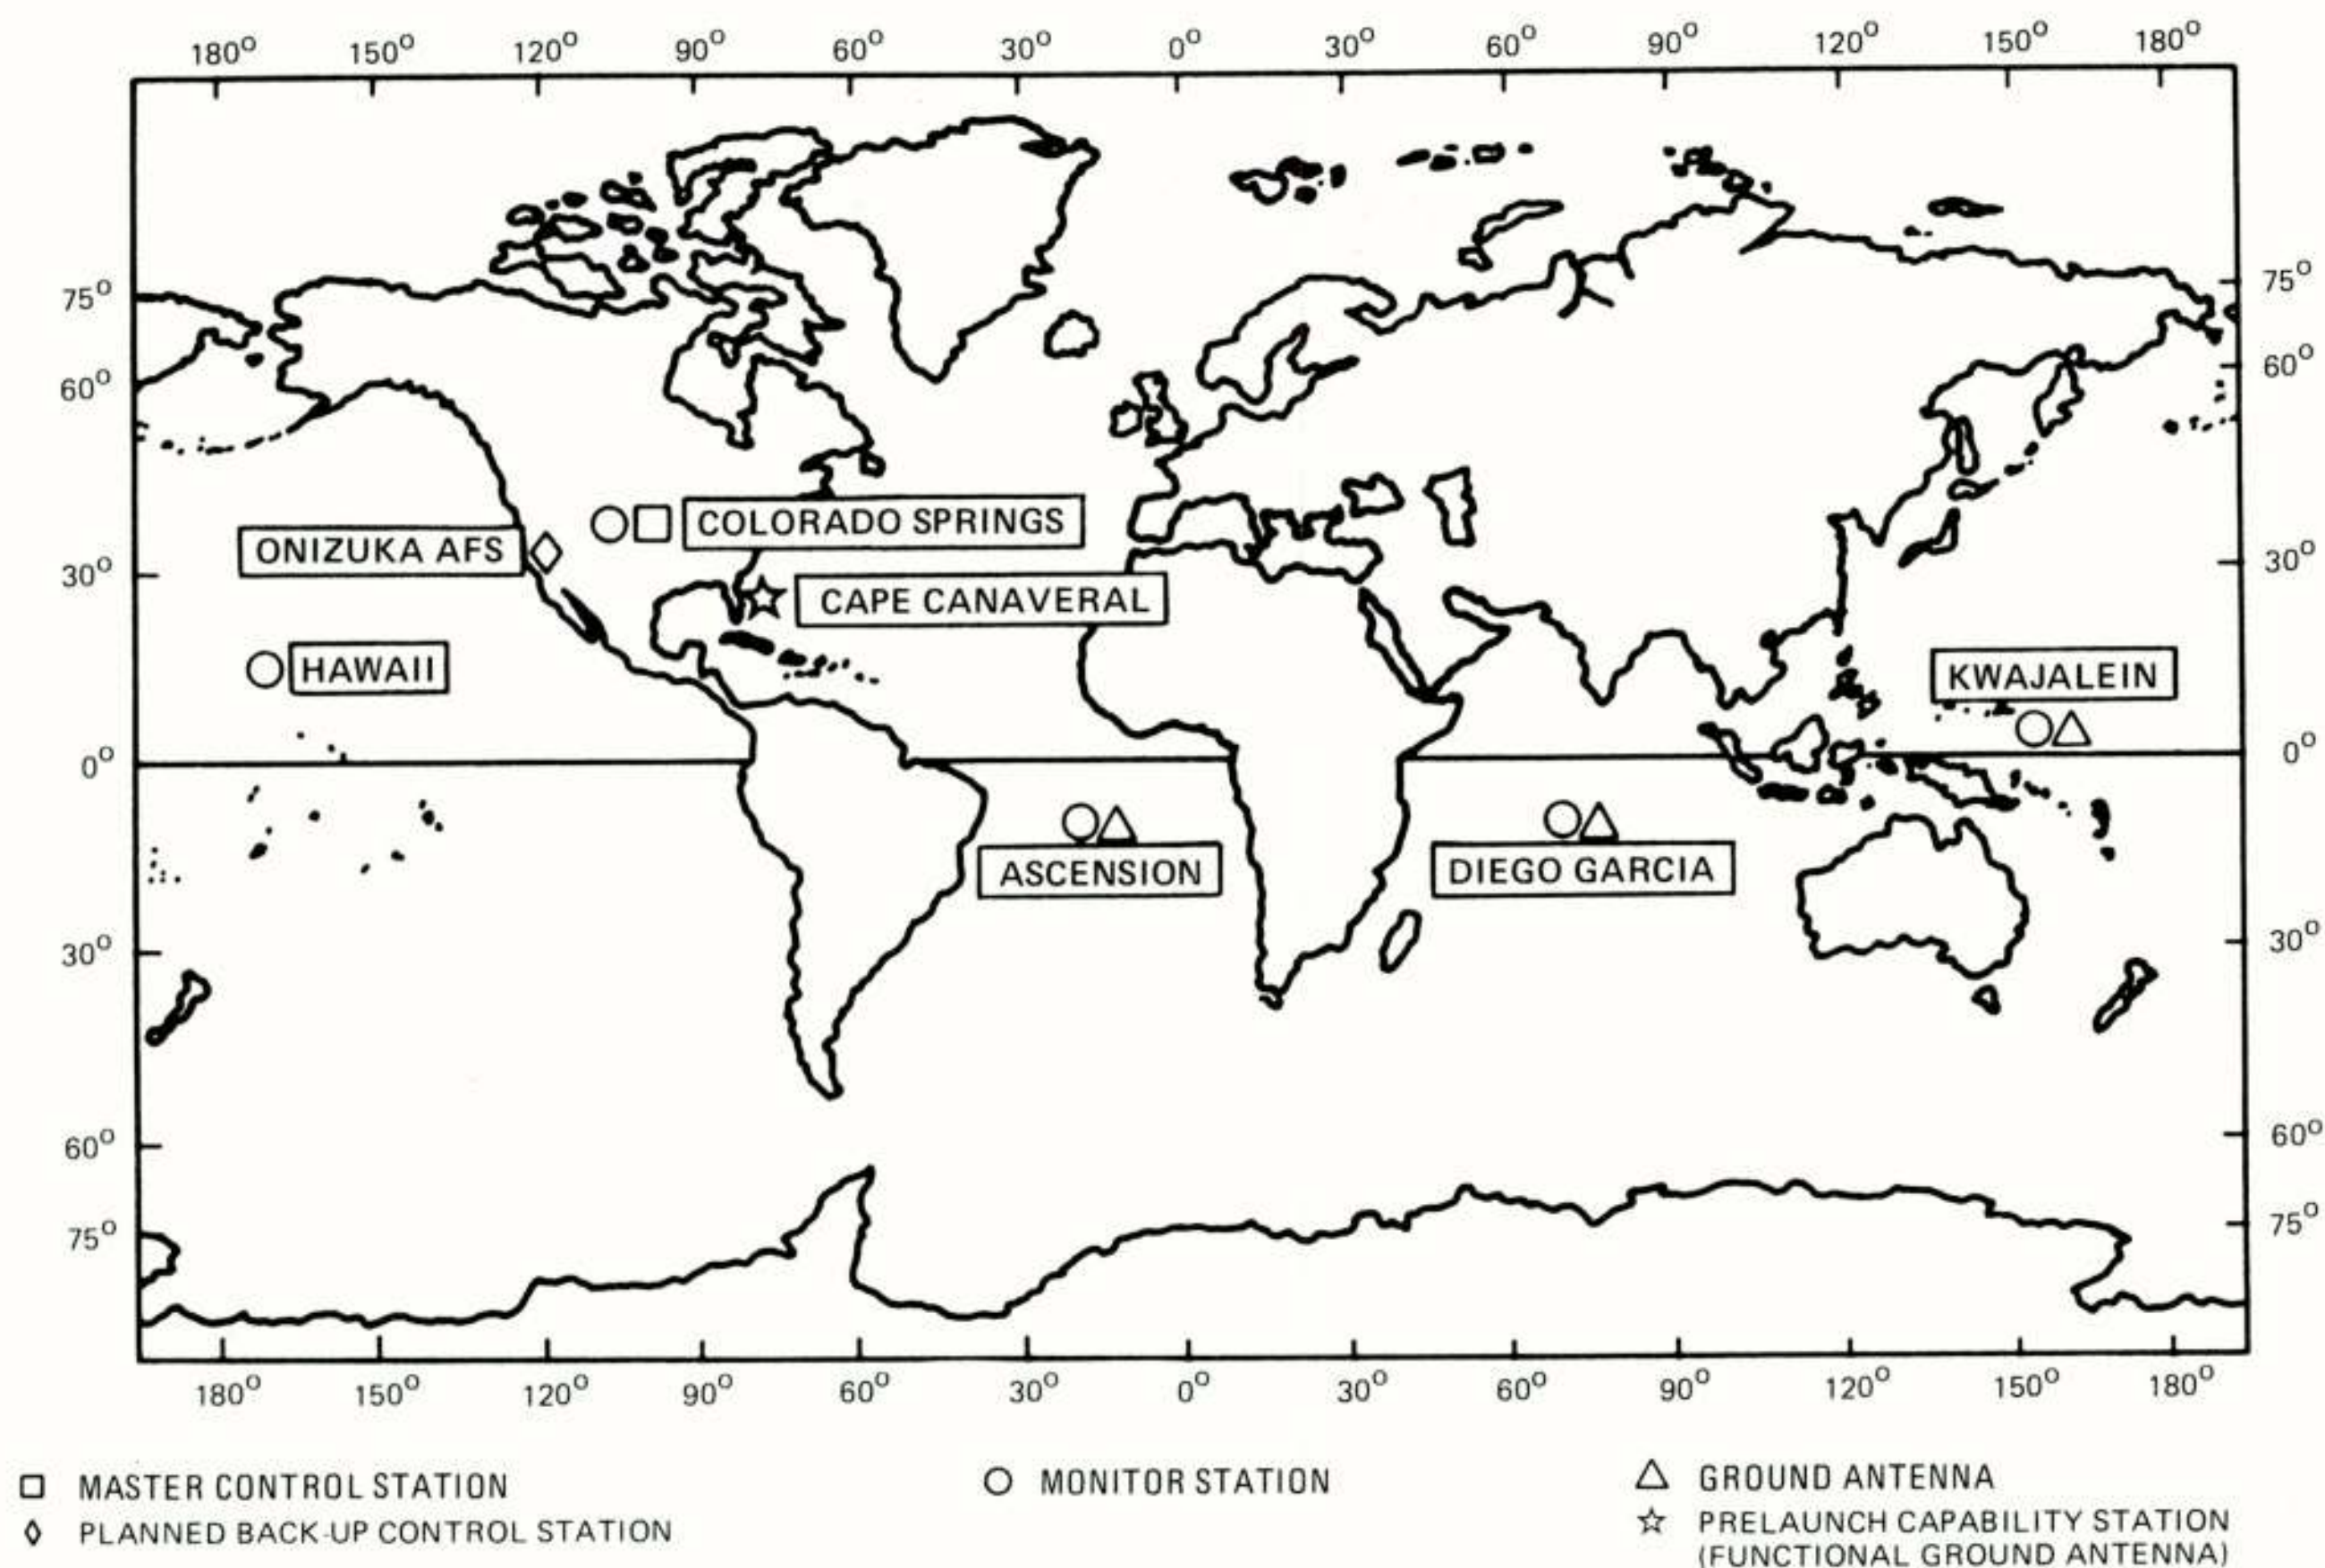 180° 150° 120° 90° 60° 30° 0° 30° 60° 90° 120° 150° 180°
75° 75°
60° 60°
COLORADO SPRINGS
ONIZUKA AFS
30° 30°
CAPE CANAVERAL
HAWAII
KWAJALEIN
0° 0°
ASCENSION
DIEGO GARCIA
30° 30°
60° 60°
75° 75°
180° 150° 120° 90° 60° 30° 0° 30° 60° 90° 120° 150° 180°
MASTER CONTROL STATION
PLANNED BACK-UP CONTROL STATION
MONITOR STATION
GROUND ANTENNA
PRELAUNCH CAPABILITY STATION
(FUNCTIONAL GROUND ANTENNA)